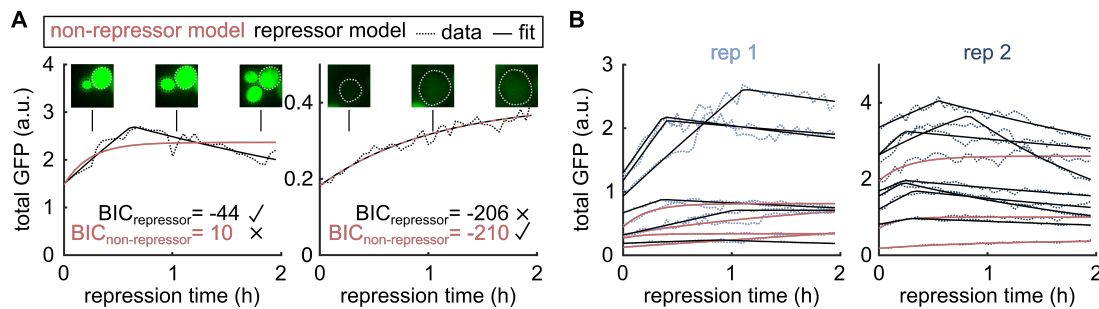 A
non-repressor model repressor model data fit
total GFP (a.u.)
4
3
2
1
0
1
2
repression time (h)
BICrepressor= -44 ✓
BICnon-repressor= 10 ×
0.4
0.2
0
0
1
2
repression time (h)
BICrepressor= -206 ×
BICnon-repressor= -210 ✓
B
rep 1
total GFP (a.u.)
3
2
1
0
0
1
2
repression time (h)
rep 2
4
2
0
0
1
2
repression time (h)